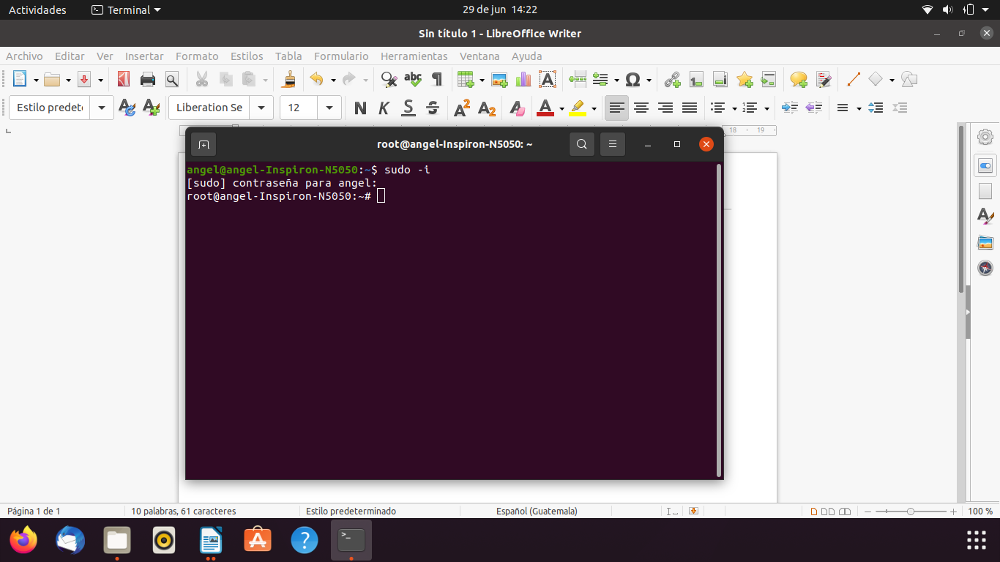 Actividades
Terminal
29 de jun 14:22
Sin título 1 - LibreOffice Writer
Archivo Editar Ver Insertar Formato Estilos Tabla Formulario Herramientas Ventana Ayuda
Estilo predet
Liberation Se
12
18 19
root@angel-Inspiron-N5050: ~
angel@angel-Inspiron-N5050:~$ sudo -i
[sudo] contraseña para angel:
root@angel-Inspiron-N5050:~#
Página 1 de 1
10 palabras, 61 caracteres
Estilo predeterminado
Español (Guatemala)
100 %